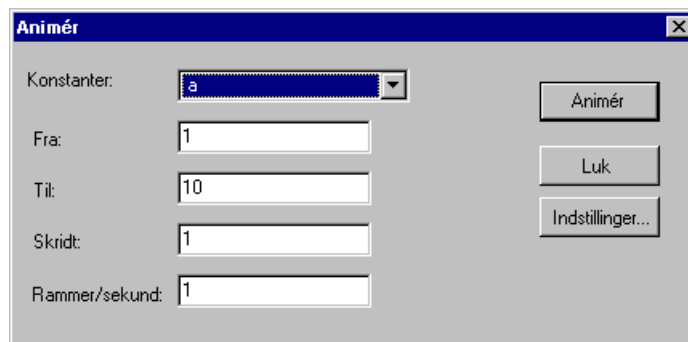 Animér
Konstanter: a
Animér
Fra: 1
Luk
Til: 10
Indstillinger...
Skridt: 1
Rammer/sekund: 1